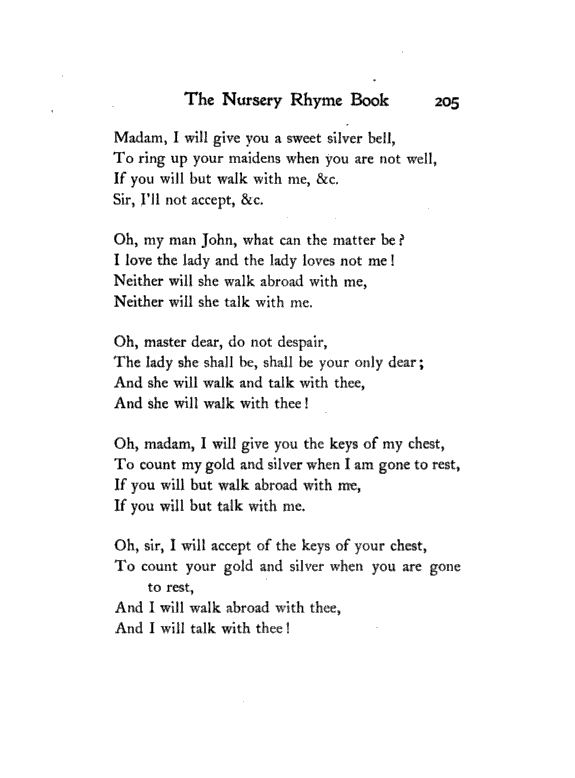 The Nursery Rhyme Book 205
Madam, I will give you a sweet silver bell,
To ring up your maidens when you are not well,
If you will but walk with me, &c.
Sir, I'll not accept, &c.
Oh, my man John, what can the matter be?
I love the lady and the lady loves not me!
Neither will she walk abroad with me,
Neither will she talk with me.
Oh, master dear, do not despair,
The lady she shall be, shall be your only dear;
And she will walk and talk with thee,
And she will walk with thee!
Oh, madam, I will give you the keys of my chest,
To count my gold and silver when I am gone to rest,
If you will but walk abroad with me,
If you will but talk with me.
Oh, sir, I will accept of the keys of your chest,
To count your gold and silver when you are gone
to rest,
And I will walk abroad with thee,
And I will talk with thee!